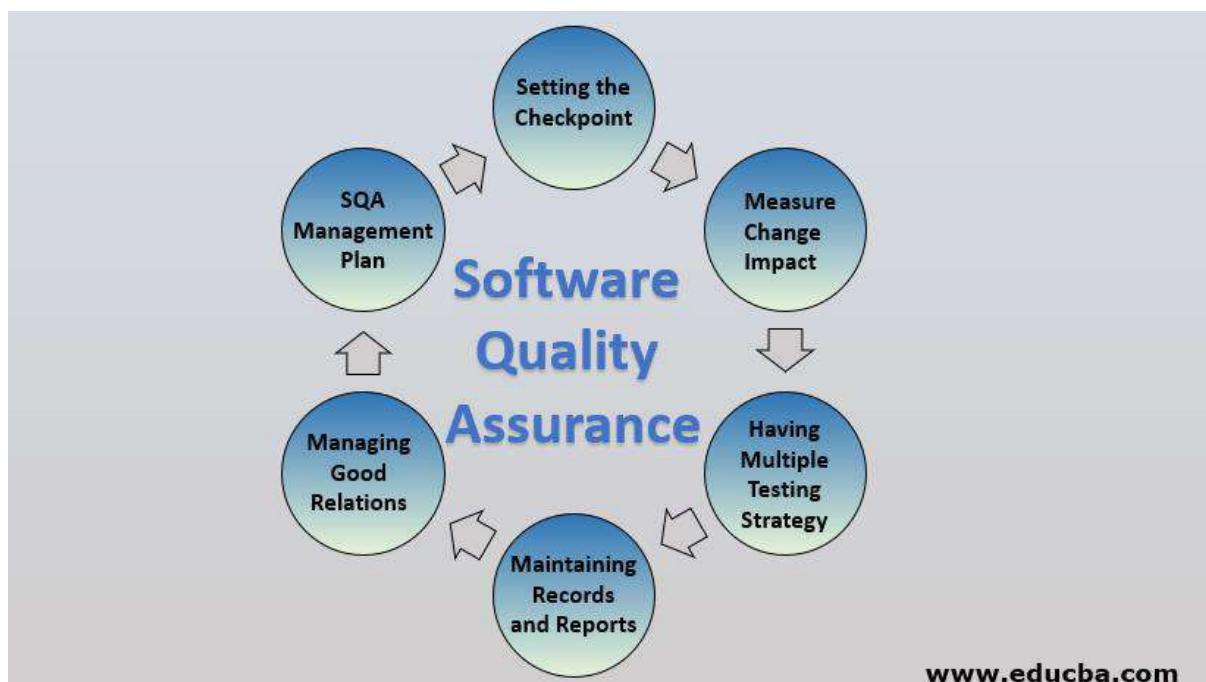 Setting the
Checkpoint
Measure
Change
Impact
Having
Multiple
Testing
Strategy
Maintaining
Records
and Reports
Managing
Good
Relations
SQA
Management
Plan
Software
Quality
Assurance
www.educba.com